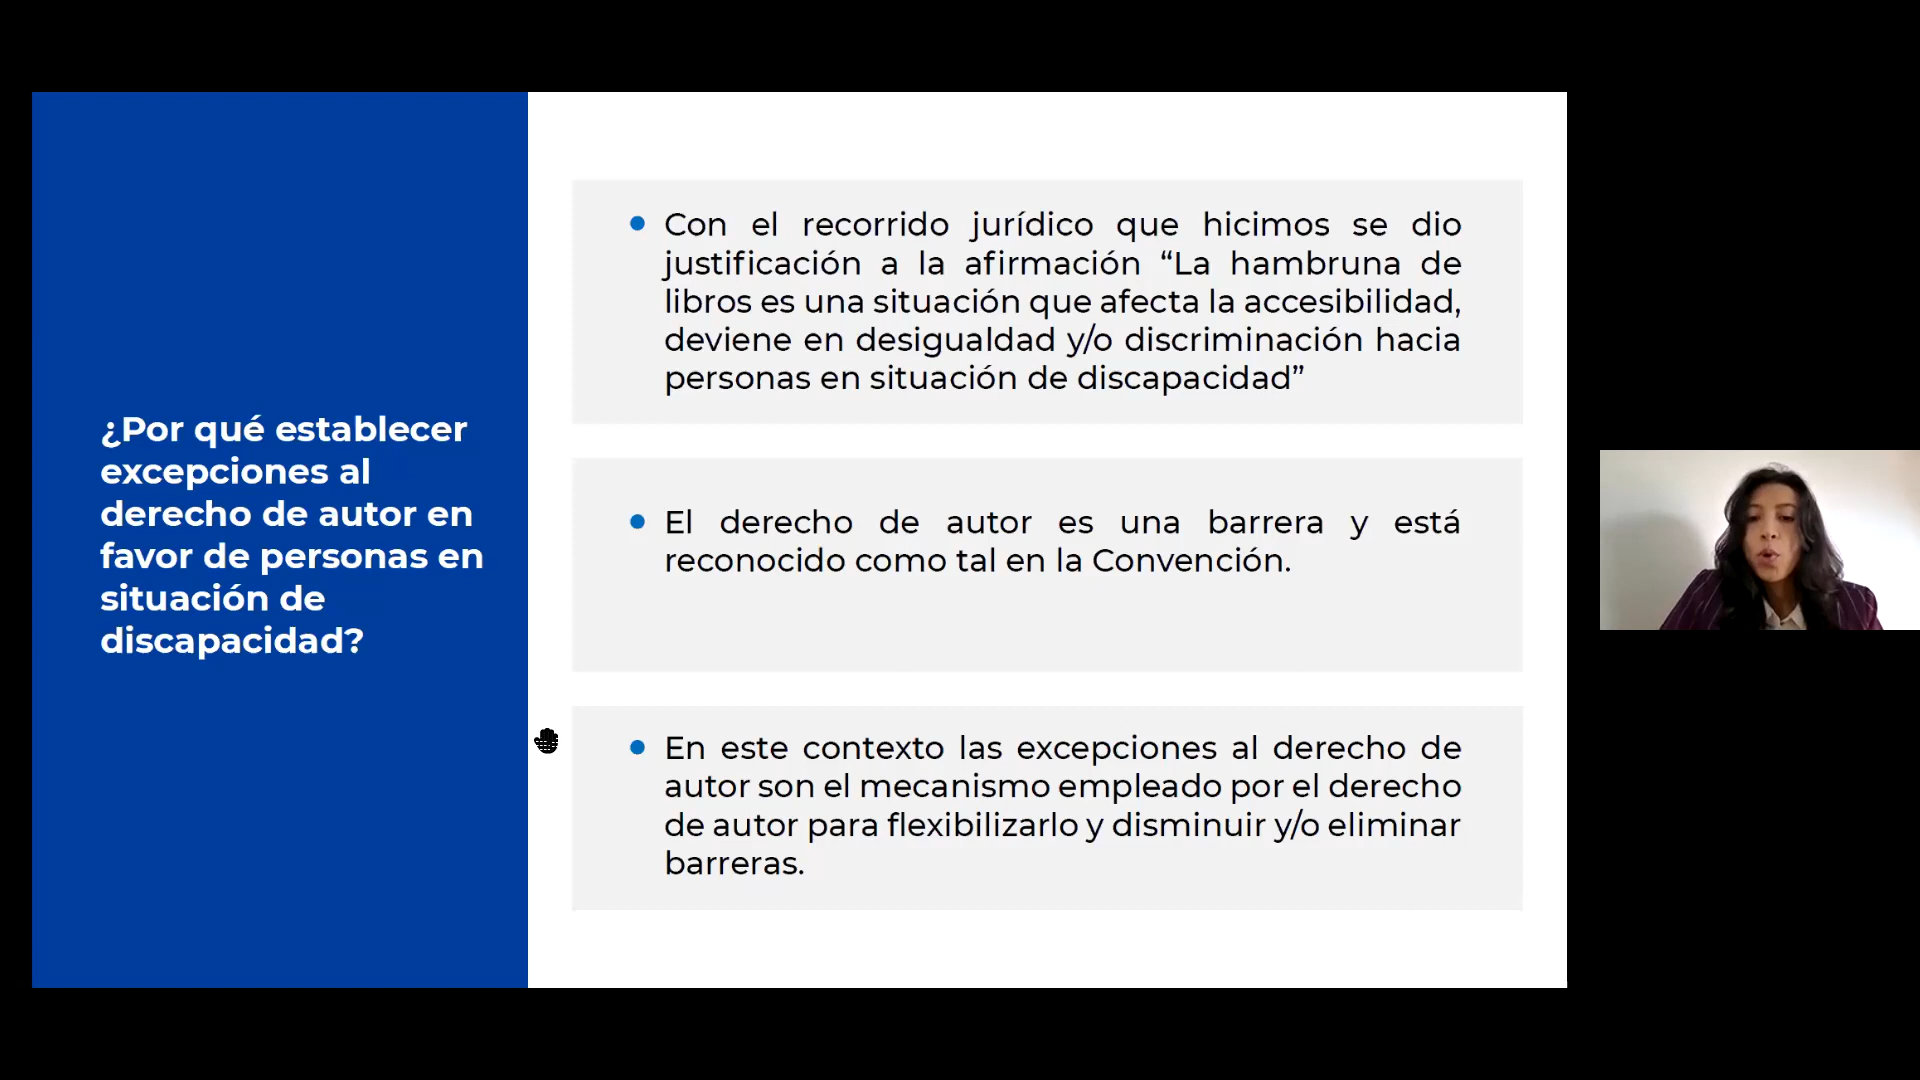 ¿Por qué establecer
excepciones al
derecho de autor en
favor de personas en
situación de
discapacidad?
Con el recorrido jurídico que hicimos se dio
justificación a la afirmación “La hambruna de
libros es una situación que afecta la accesibilidad,
deviene en desigualdad y/o discriminación hacia
personas en situación de discapacidad”
El derecho de autor es una barrera y está
reconocido como tal en la Convención.
En este contexto las excepciones al derecho de
autor son el mecanismo empleado por el derecho
de autor para flexibilizarlo y disminuir y/o eliminar
barreras.